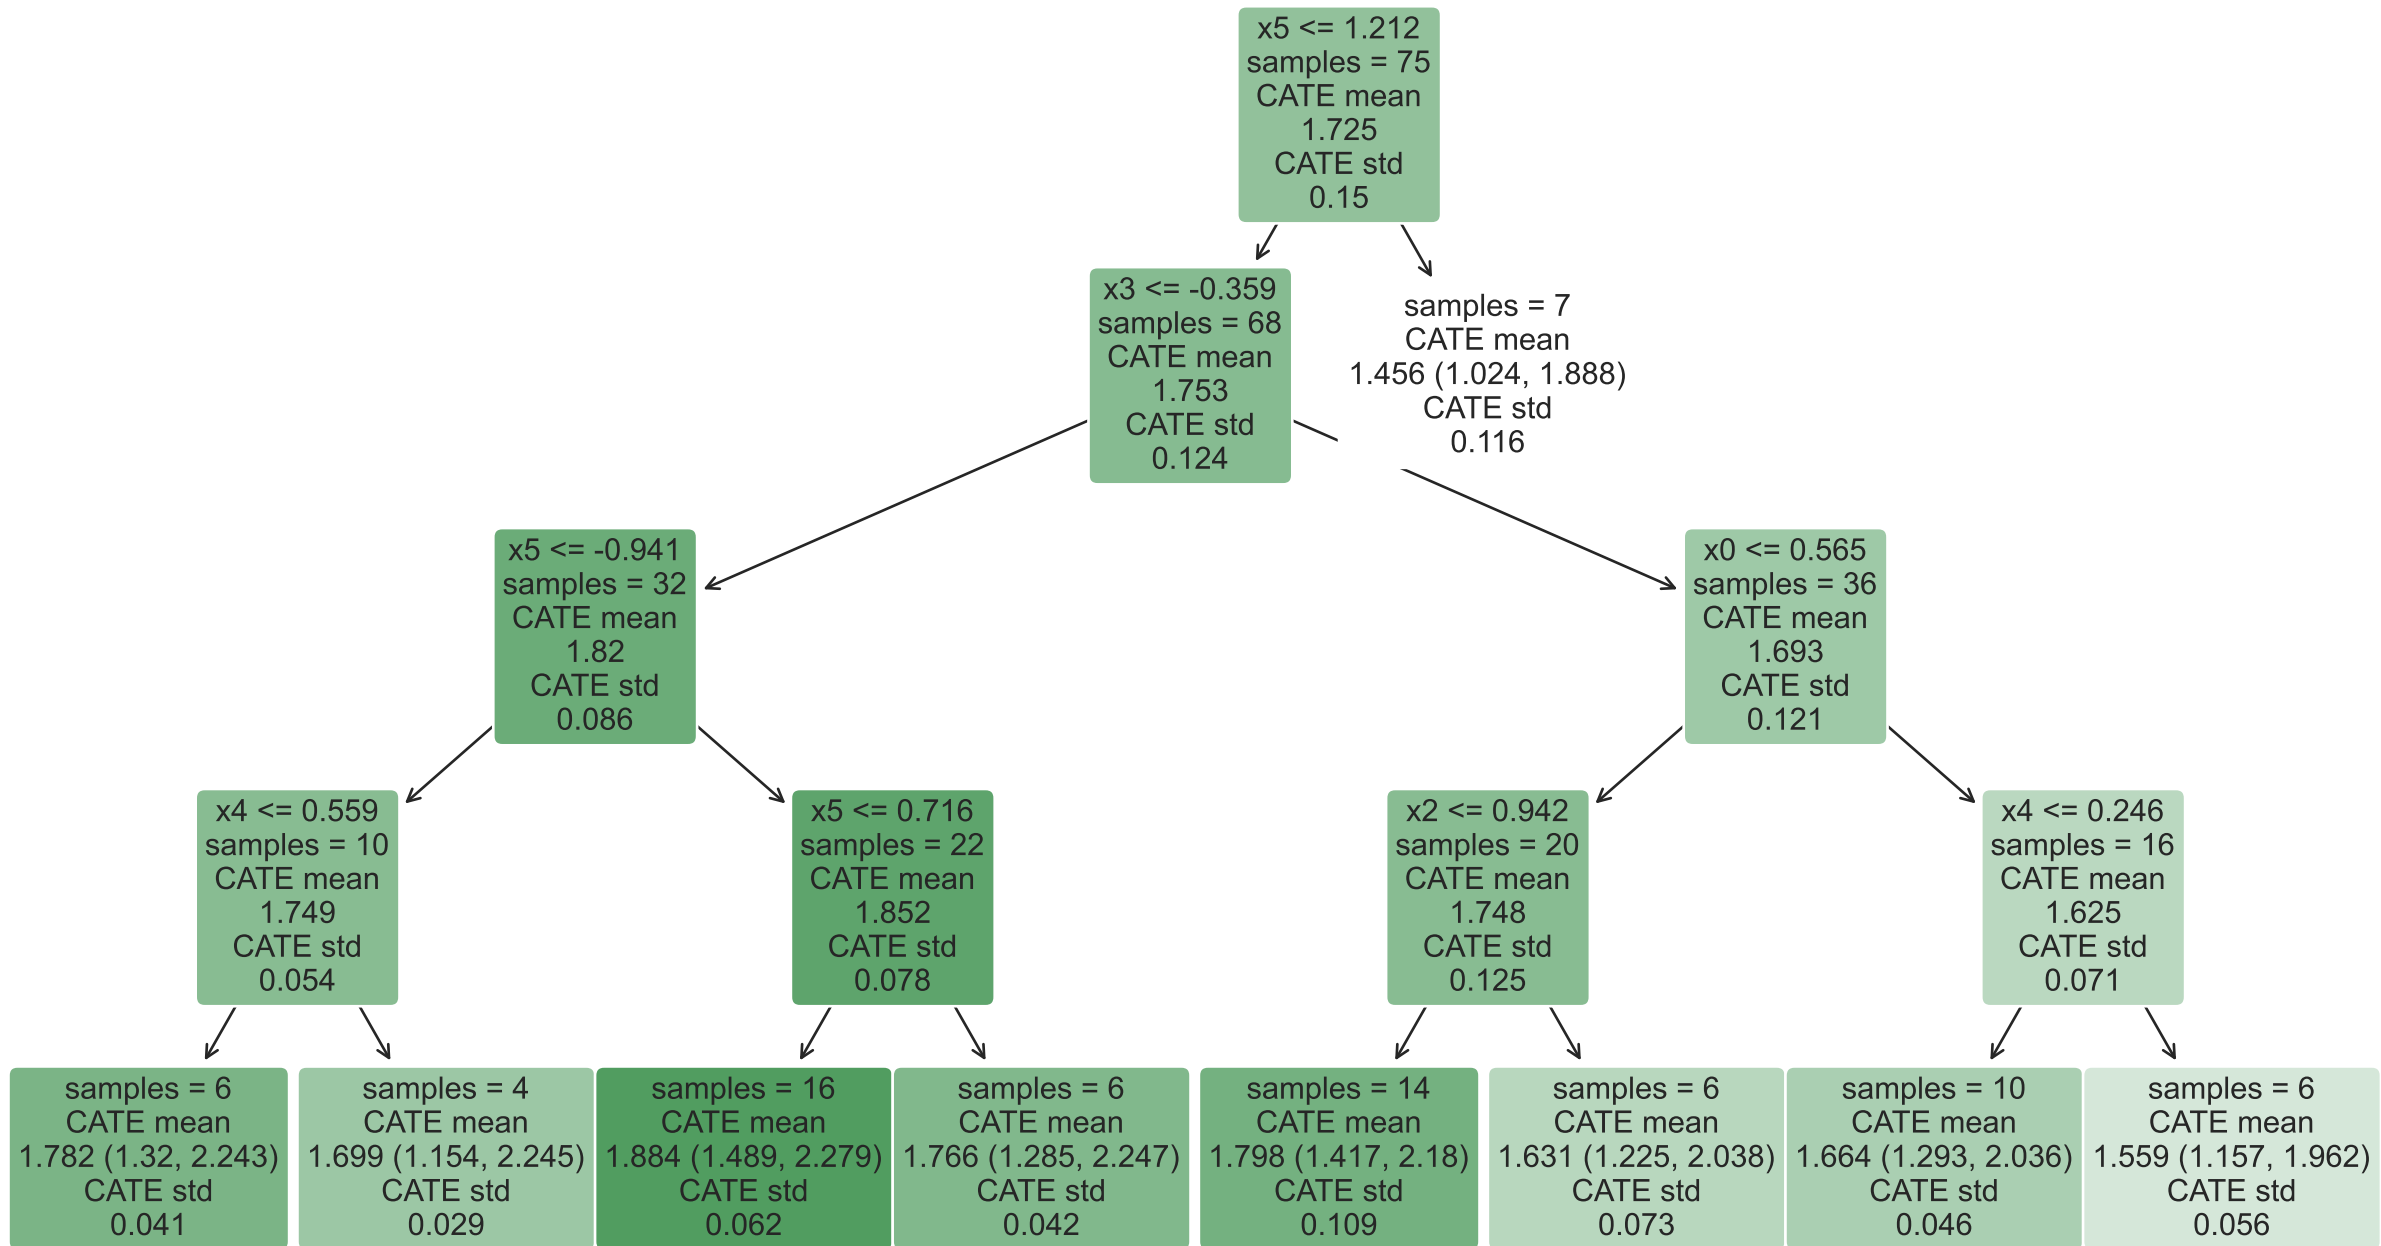 x5 <= 1.212
samples = 75
CATE mean
1.725
CATE std
0.15
x3 <= -0.359
samples = 68
CATE mean
1.753
CATE std
0.124
samples = 7
CATE mean
1.456 (1.024, 1.888)
CATE std
0.116
x5 <= -0.941
samples = 32
CATE mean
1.82
CATE std
0.086
x0 <= 0.565
samples = 36
CATE mean
1.693
CATE std
0.121
x4 <= 0.559
samples = 10
CATE mean
1.749
CATE std
0.054
x5 <= 0.716
samples = 22
CATE mean
1.852
CATE std
0.078
x2 <= 0.942
samples = 20
CATE mean
1.748
CATE std
0.125
x4 <= 0.246
samples = 16
CATE mean
1.625
CATE std
0.071
samples = 6
CATE mean
1.782 (1.32, 2.243)
CATE std
0.041
samples = 4
CATE mean
1.699 (1.154, 2.245)
CATE std
0.029
samples = 16
CATE mean
1.884 (1.489, 2.279)
CATE std
0.062
samples = 6
CATE mean
1.766 (1.285, 2.247)
CATE std
0.042
samples = 14
CATE mean
1.798 (1.417, 2.18)
CATE std
0.109
samples = 6
CATE mean
1.631 (1.225, 2.038)
CATE std
0.073
samples = 10
CATE mean
1.664 (1.293, 2.036)
CATE std
0.046
samples = 6
CATE mean
1.559 (1.157, 1.962)
CATE std
0.056